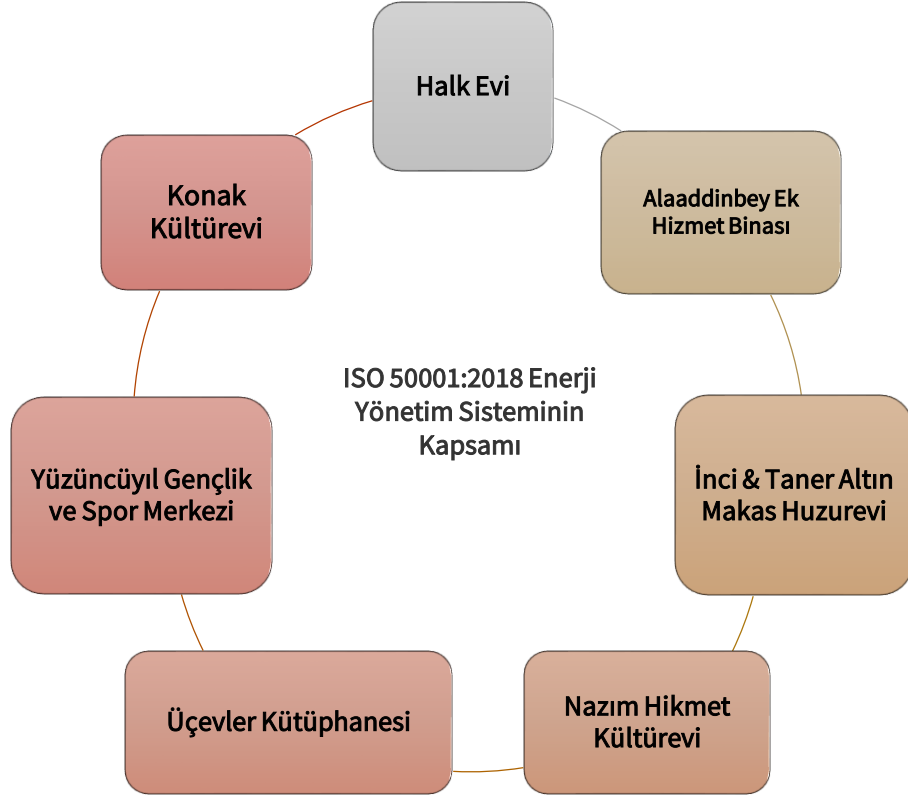 Halk Evi
Alaaddinbey Ek
Hizmet Binası
İnci & Taner Altın
Makas Huzurevi
Nazım Hikmet
Kültürevi
Üçevler Kütüphanesi
Yüzüncüyıl Gençlik
ve Spor Merkezi
Konak
Kültürevi
ISO 50001:2018 Enerji
Yönetim Sisteminin
Kapsamı